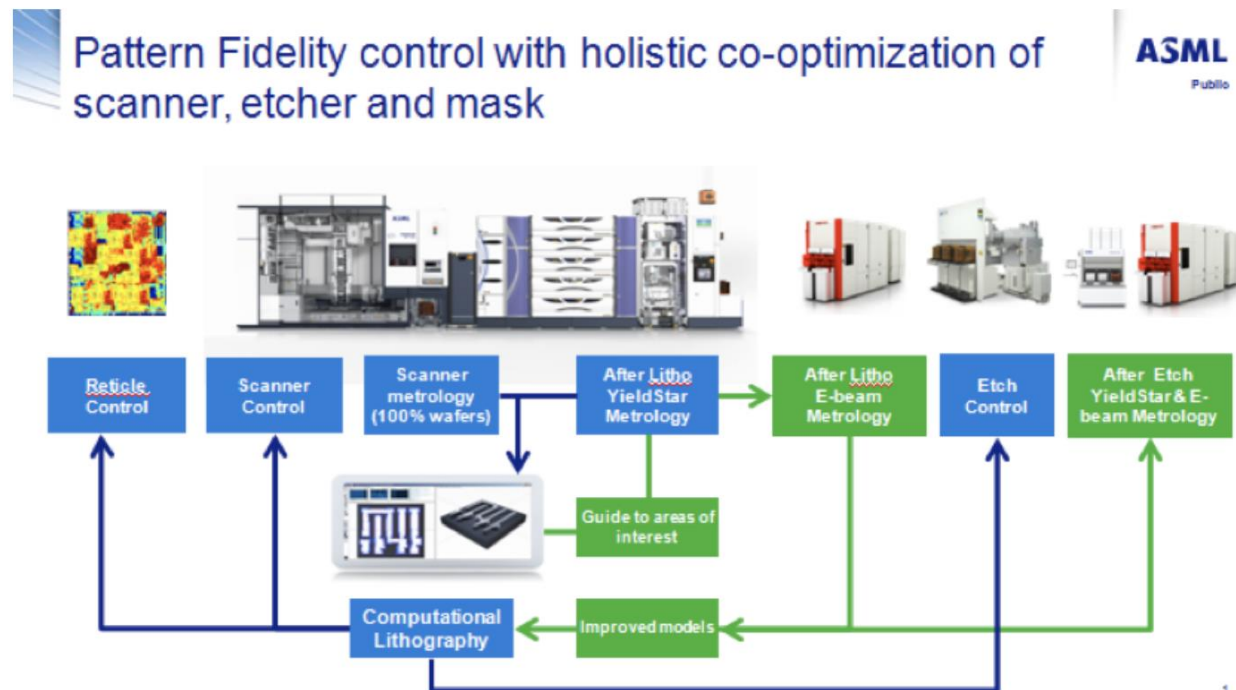 Pattern Fidelity control with holistic co-optimization of
scanner, etcher and mask
ASML
Public
ASML
Reticle
Control
Scanner
Control
Scanner
metrology
(100% wafers)
After Litho
YieldStar
Metrology
After Litho
E-beam
Metrology
Etch
Control
After Etch
YieldStar & E-
beam Metrology
Guide to areas of
interest
Computational
Lithography
Improved models